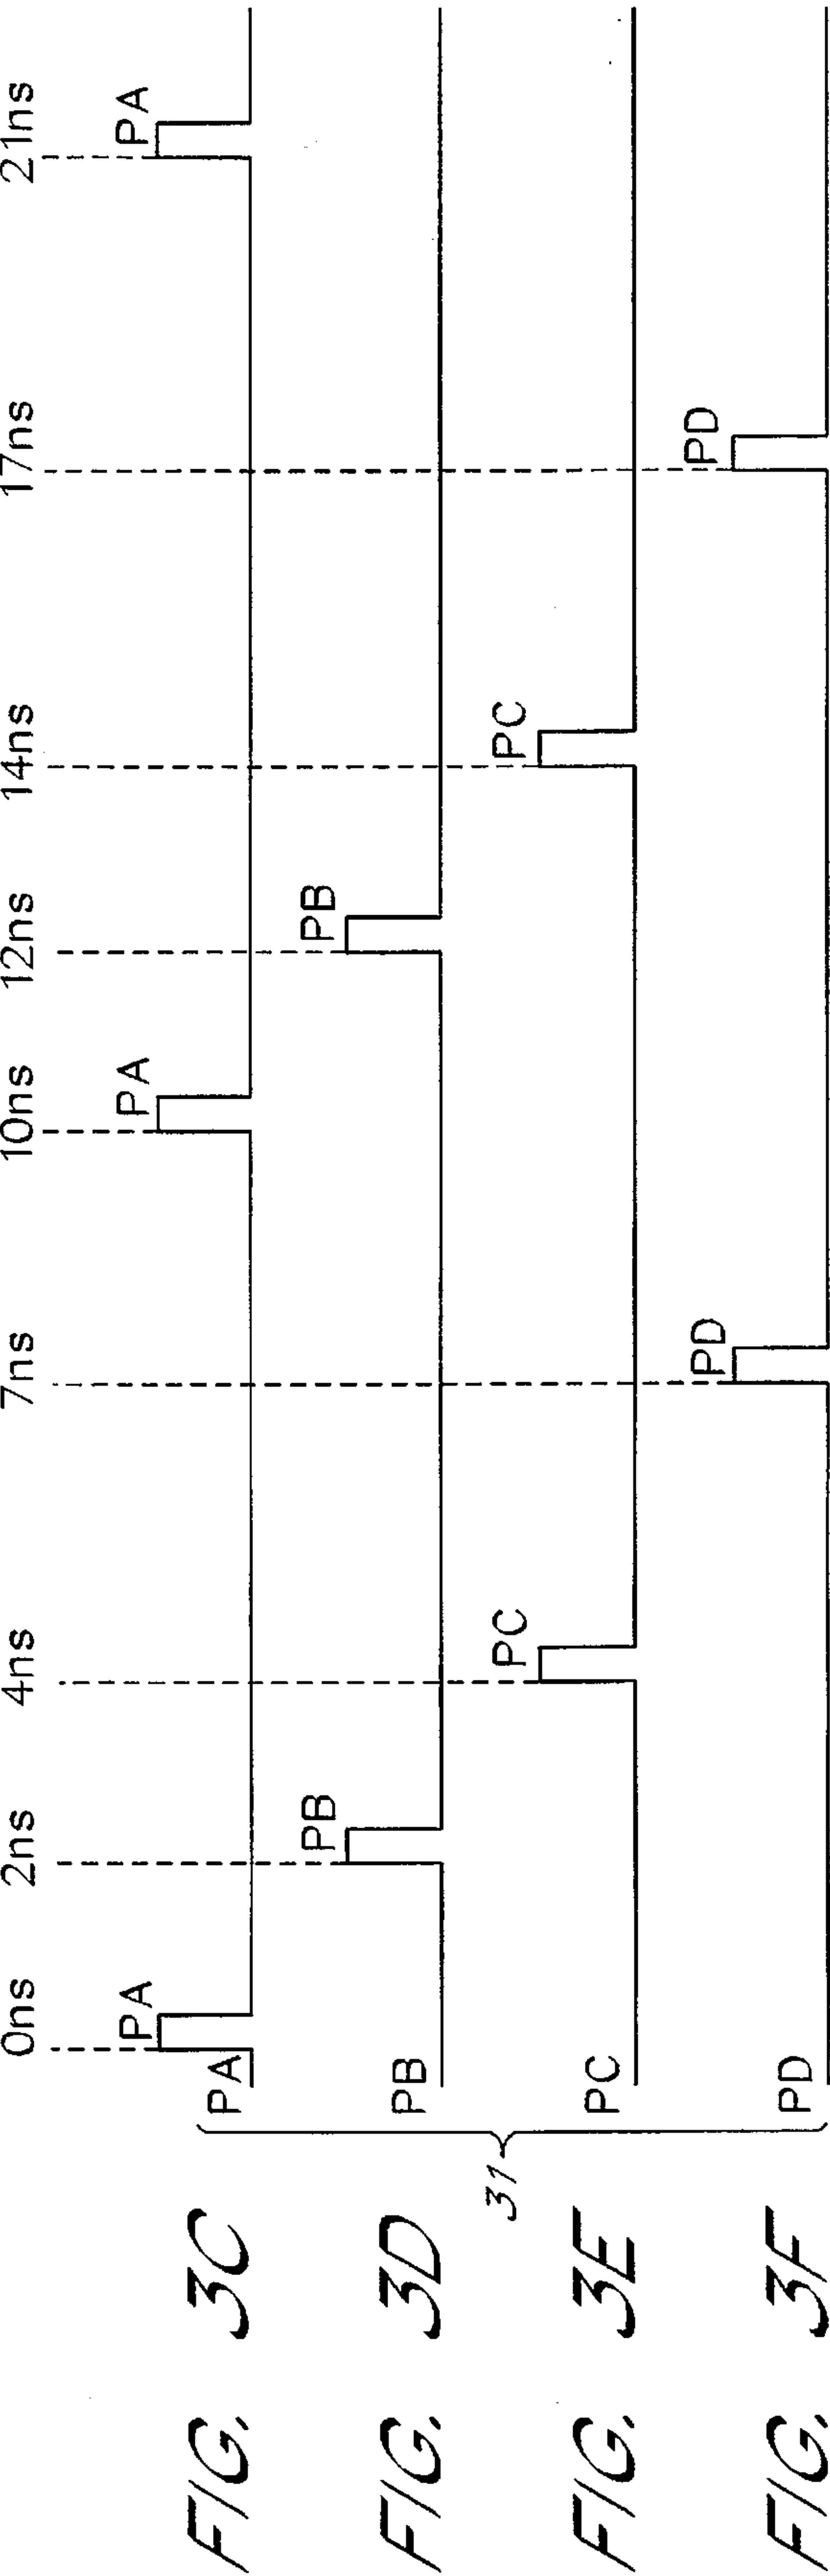 0ns 2ns 4ns 7ns 10ns 12ns 14ns 17ns 21ns
FIG. 3C PA PA PA PA
FIG. 3D PB PB PB
31
FIG. 3E PC PC PC
FIG. 3F PD PD PD